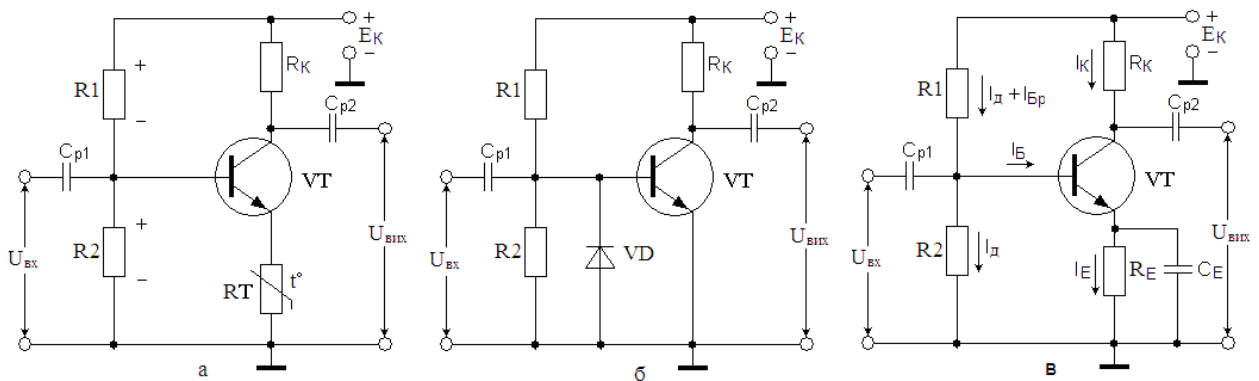 +
Eк
−
Rк
R1
+
−
Cр2
Cр1
VT
R2
+
−
Uвх
Uвих
RT
t°
а
+
Eк
−
Rк
R1
Cр2
Cр1
VT
R2
VD
Uвх
Uвих
б
+
Eк
−
Iк
Rк
R1
Iд + IБр
Cр2
Cр1
IБ
VT
R2
Iд
Uвх
Uвих
IЕ
RЕ
CЕ
в